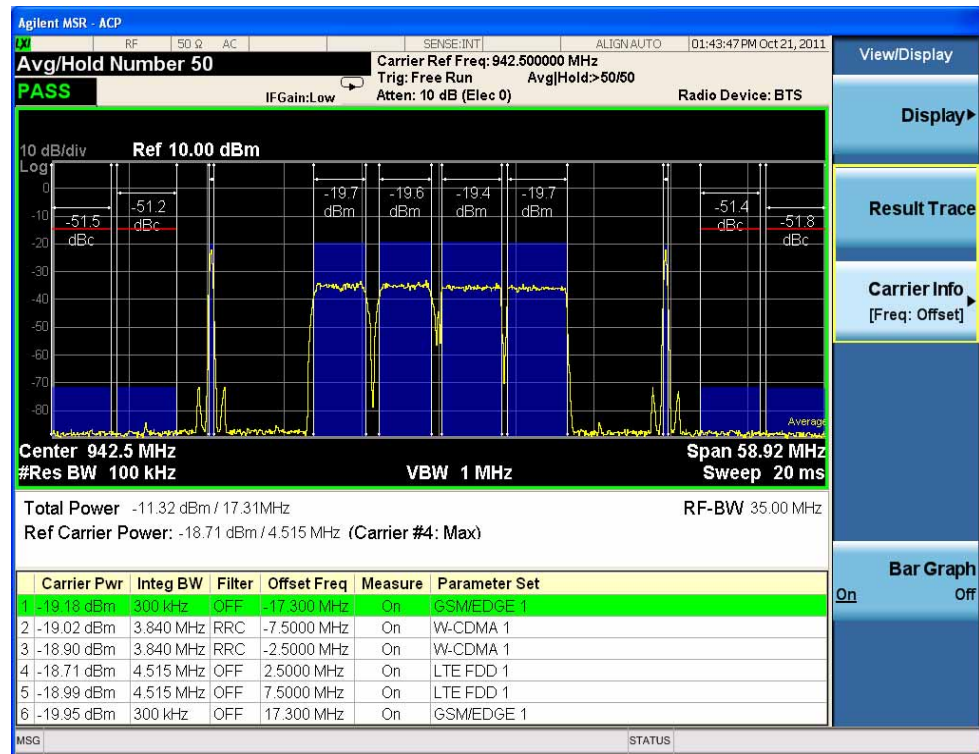 Agilent MSR - ACP
LXI RF 50 Ω AC SENSE:INT ALIGNAUTO 01:43:47 PM Oct 21, 2011
Avg/Hold Number 50
Carrier Ref Freq: 942.500000 MHz
Trig: Free Run Avg|Hold:>50/50
PASS IFGain:Low Atten: 10 dB (Elec 0) Radio Device: BTS
10 dB/div Ref 10.00 dBm
Log
0
-10
-20
-30
-40
-50
-60
-70
-80
-51.5 dBc
-51.2 dBc
-19.7 dBm
-19.6 dBm
-19.4 dBm
-19.7 dBm
-51.4 dBc
-51.8 dBc
Average
Center 942.5 MHz Span 58.92 MHz
#Res BW 100 kHz VBW 1 MHz Sweep 20 ms
Total Power -11.32 dBm / 17.31MHz RF-BW 35.00 MHz
Ref Carrier Power: -18.71 dBm / 4.515 MHz (Carrier #4: Max)
Carrier Pwr Integ BW Filter Offset Freq Measure Parameter Set
1 -19.18 dBm 300 kHz OFF -17.300 MHz On GSM/EDGE 1
2 -19.02 dBm 3.840 MHz RRC -7.5000 MHz On W-CDMA 1
3 -18.90 dBm 3.840 MHz RRC -2.5000 MHz On W-CDMA 1
4 -18.71 dBm 4.515 MHz OFF 2.5000 MHz On LTE FDD 1
5 -18.99 dBm 4.515 MHz OFF 7.5000 MHz On LTE FDD 1
6 -19.95 dBm 300 kHz OFF 17.300 MHz On GSM/EDGE 1
MSG STATUS
View/Display
Display
Result Trace
Carrier Info
[Freq: Offset]
Bar Graph
On Off